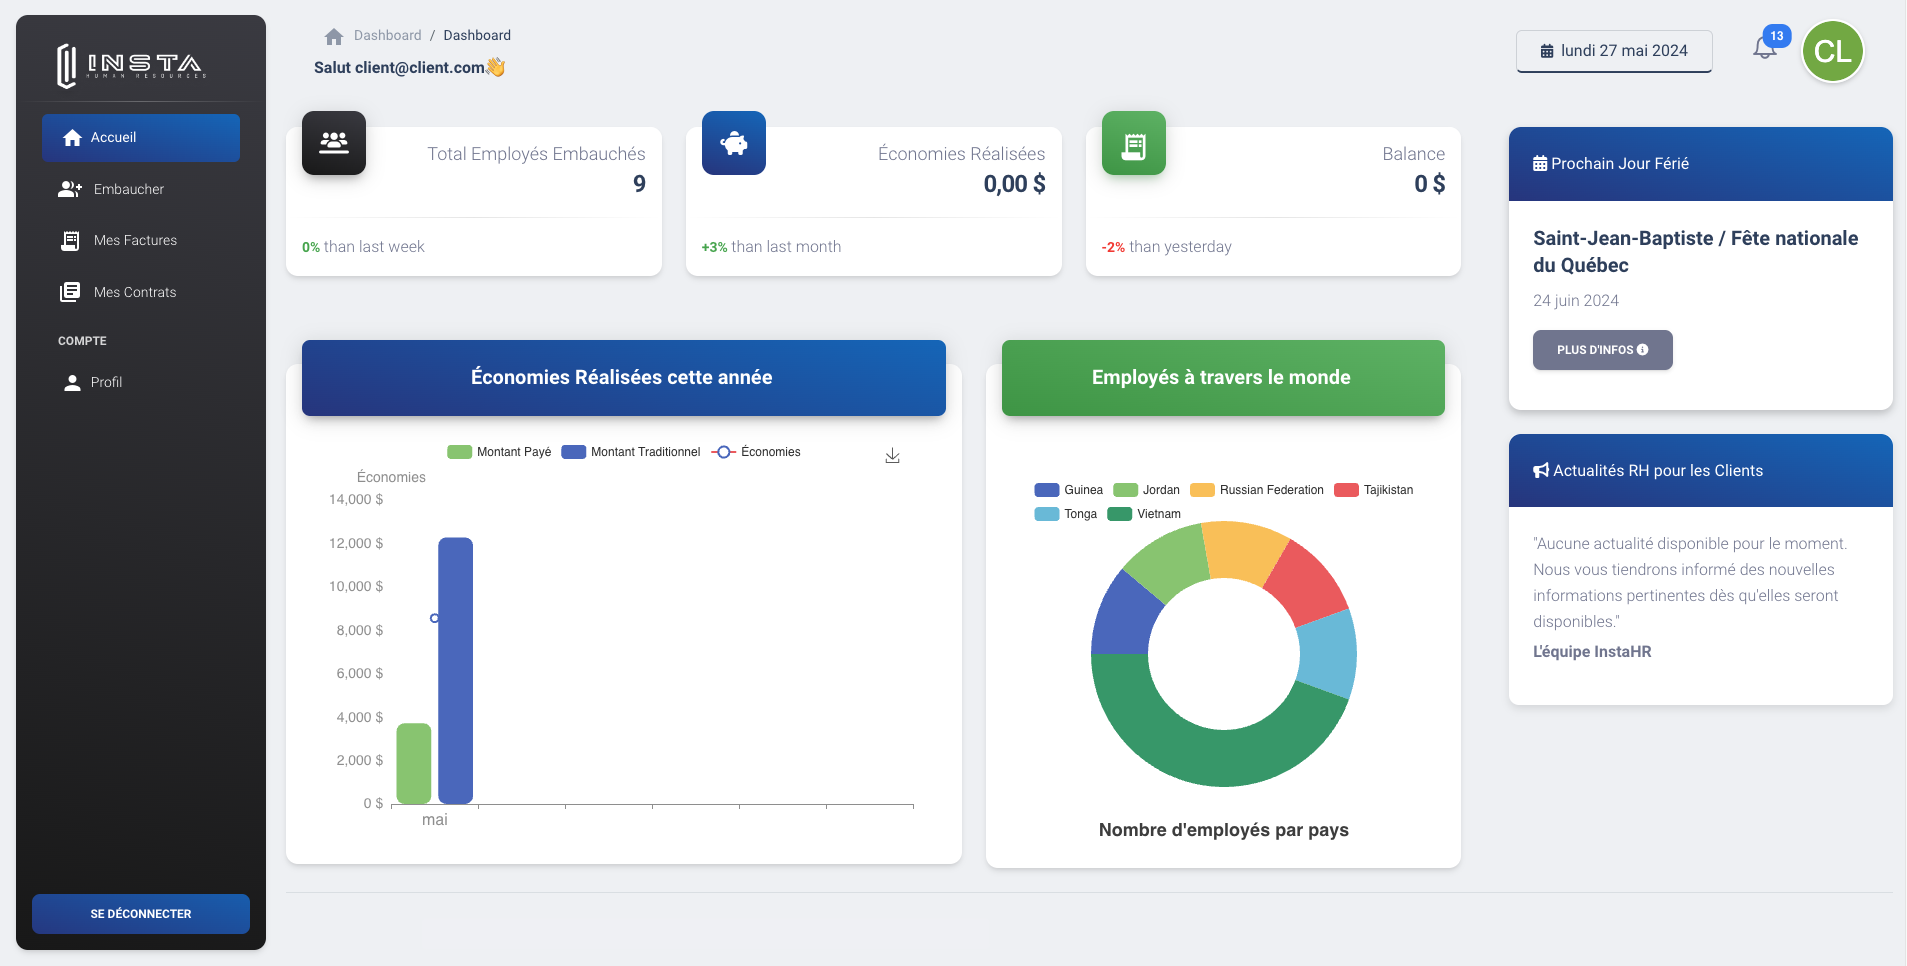 INSTA
HUMAN RESOURCES
Accueil
Embaucher
Mes Factures
Mes Contrats
COMPTE
Profil
SE DÉCONNECTER
Dashboard / Dashboard
Salut client@client.com👋
lundi 27 mai 2024
13
CL
Total Employés Embauchés
9
0% than last week
Économies Réalisées
0,00 $
+3% than last month
Balance
0 $
-2% than yesterday
Économies Réalisées cette année
Montant Payé Montant Traditionnel Économies
Économies
14,000 $
12,000 $
10,000 $
8,000 $
6,000 $
4,000 $
2,000 $
0 $
mai
Employés à travers le monde
Guinea Jordan Russian Federation Tajikistan
Tonga Vietnam
Nombre d'employés par pays
Prochain Jour Férié
Saint-Jean-Baptiste / Fête nationale
du Québec
24 juin 2024
PLUS D'INFOS
Actualités RH pour les Clients
"Aucune actualité disponible pour le moment.
Nous vous tiendrons informé des nouvelles
informations pertinentes dès qu'elles seront
disponibles."
L'équipe InstaHR